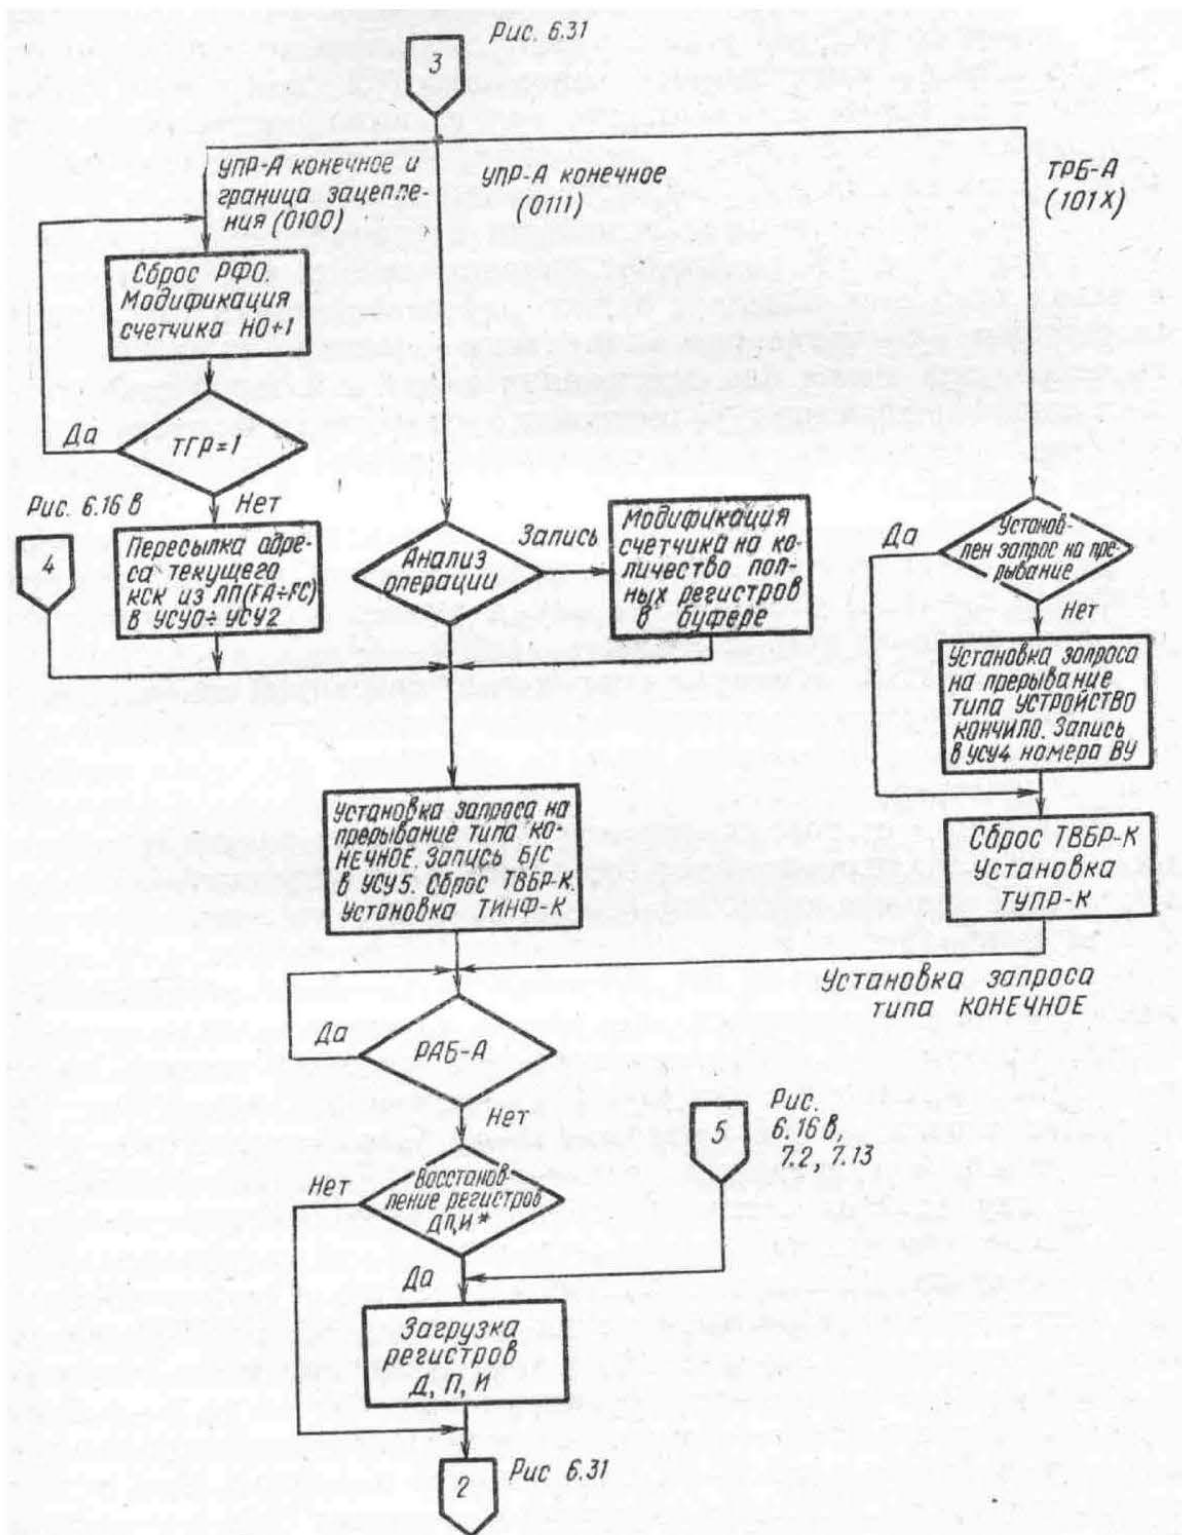 Рис. 6.31
3
УПР-А конечное и
граница зацепле-
ния (0100)
УПР-А конечное
(0111)
ТРБ-А
(101X)
Сброс РФО.
Модификация
счетчика НО+1
Да
ТГР=1
Нет
Рис. 6.16 в
4
Пересылка адре-
са текущего
КСК из ЛП(FA÷FC)
в УСУ0÷УСУ2
Анализ
операции
Запись
Модификация
счетчика на ко-
личество пол-
ных регистров
в буфере
Да
Установ-
лен запрос на пре-
рывание
Нет
Установка запроса
на прерывание
типа УСТРОЙСТВО
КОНЧИЛО. Запись
в УСУ4 номера ВУ
Установка запроса на
прерывание типа КО-
НЕЧНОЕ. Запись Б/С
в УСУ5. Сброс ТВБР-К.
Установка ТИНФ-К
Сброс ТВБР-К
Установка
ТУПР-К
Установка запроса
типа КОНЕЧНОЕ
Да
РАБ-А
Нет
5
Рис.
6.16 в,
7.2, 7.13
Нет
Восстанов-
ление регистров
Д,П,И*
Да
Загрузка
регистров
Д, П, И
2
Рис 6.31